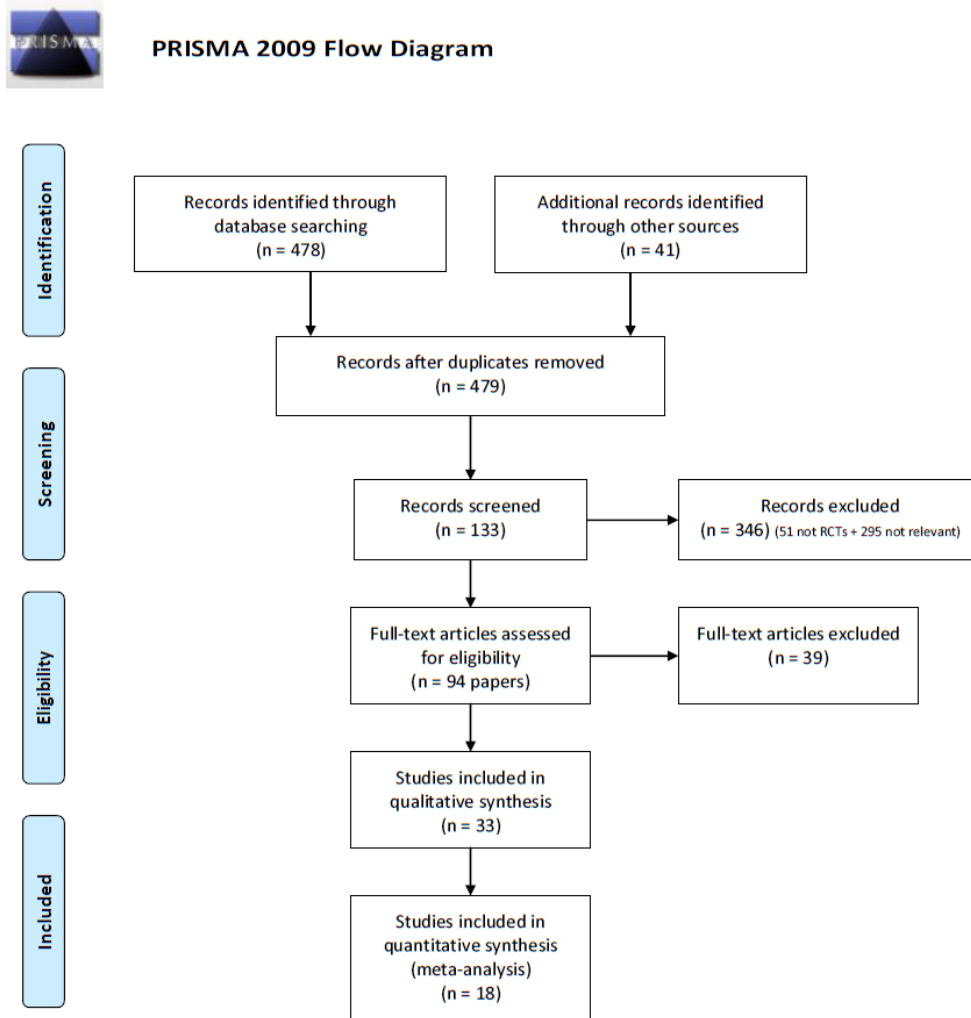 PRISMA
PRISMA 2009 Flow Diagram
Identification
Records identified through
database searching
(n = 478)
Additional records identified
through other sources
(n = 41)
Records after duplicates removed
(n = 479)
Screening
Records screened
(n = 133)
Records excluded
(n = 346) (51 not RCTs + 295 not relevant)
Eligibility
Full-text articles assessed
for eligibility
(n = 94 papers)
Full-text articles excluded
(n = 39)
Studies included in
qualitative synthesis
(n = 33)
Included
Studies included in
quantitative synthesis
(meta-analysis)
(n = 18)